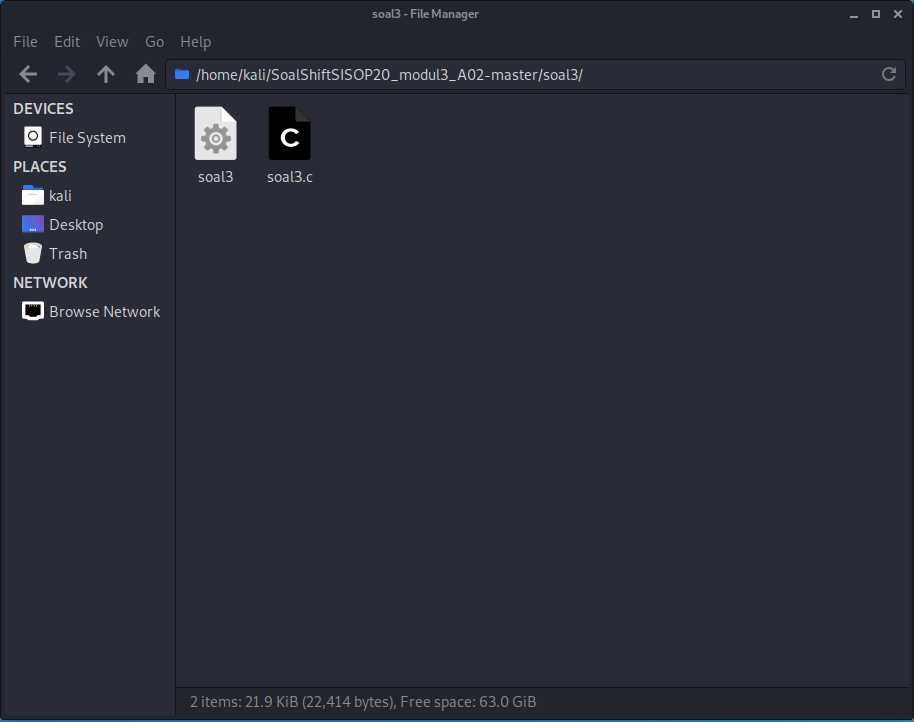 soal3 - File Manager
File Edit View Go Help
/home/kali/SoalShiftSISOP20_modul3_A02-master/soal3/
DEVICES
File System
PLACES
kali
Desktop
Trash
NETWORK
Browse Network
C
soal3 soal3.c
2 items: 21.9 KiB (22,414 bytes), Free space: 63.0 GiB